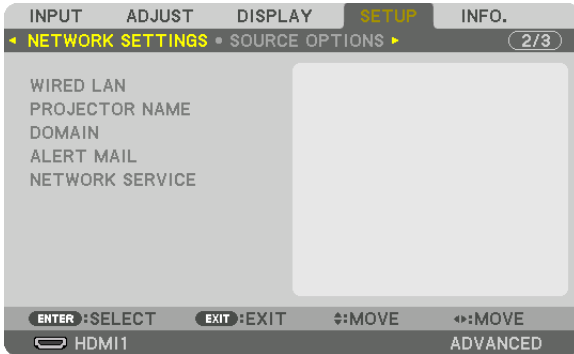 INPUT ADJUST DISPLAY SETUP INFO.
NETWORK SETTINGS • SOURCE OPTIONS 2/3
WIRED LAN
PROJECTOR NAME
DOMAIN
ALERT MAIL
NETWORK SERVICE
ENTER :SELECT EXIT :EXIT :MOVE :MOVE
HDMI1 ADVANCED